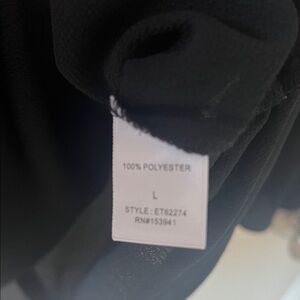 100% POLYESTER
L
STYLE : ET62274
RN#153941